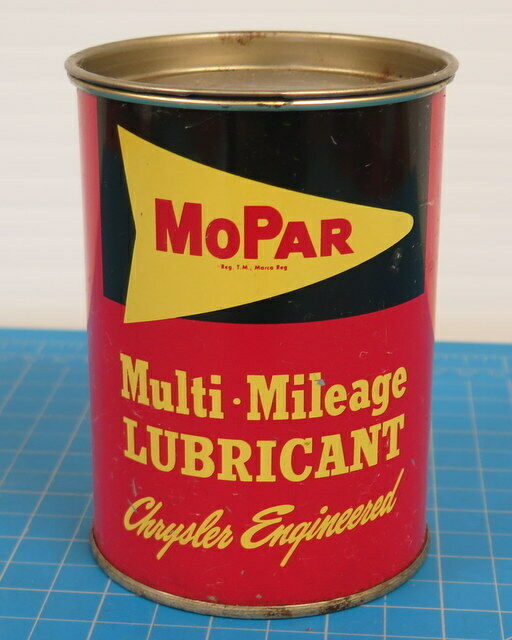 MoPar
Reg. T.M., Marca Reg
Multi-Mileage
LUBRICANT
Chrysler Engineered